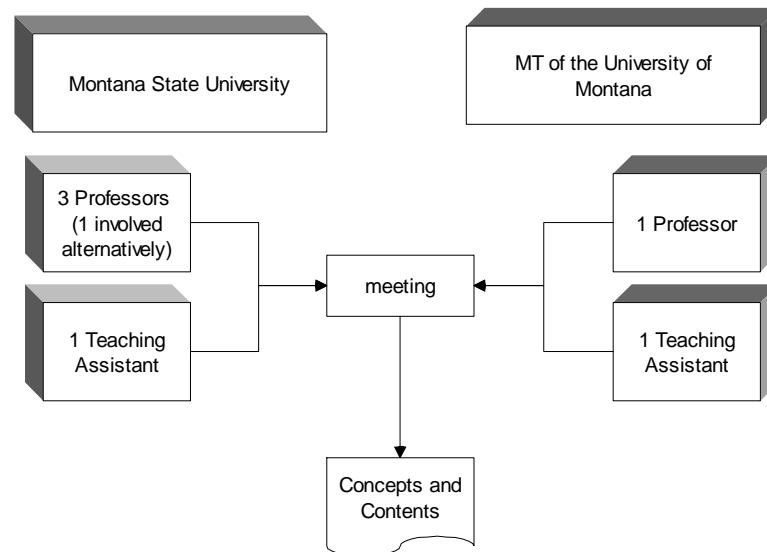 Montana State University
MT of the University of
Montana
3 Professors
(1 involved
alternatively)
1 Professor
meeting
1 Teaching
Assistant
1 Teaching
Assistant
Concepts and
Contents